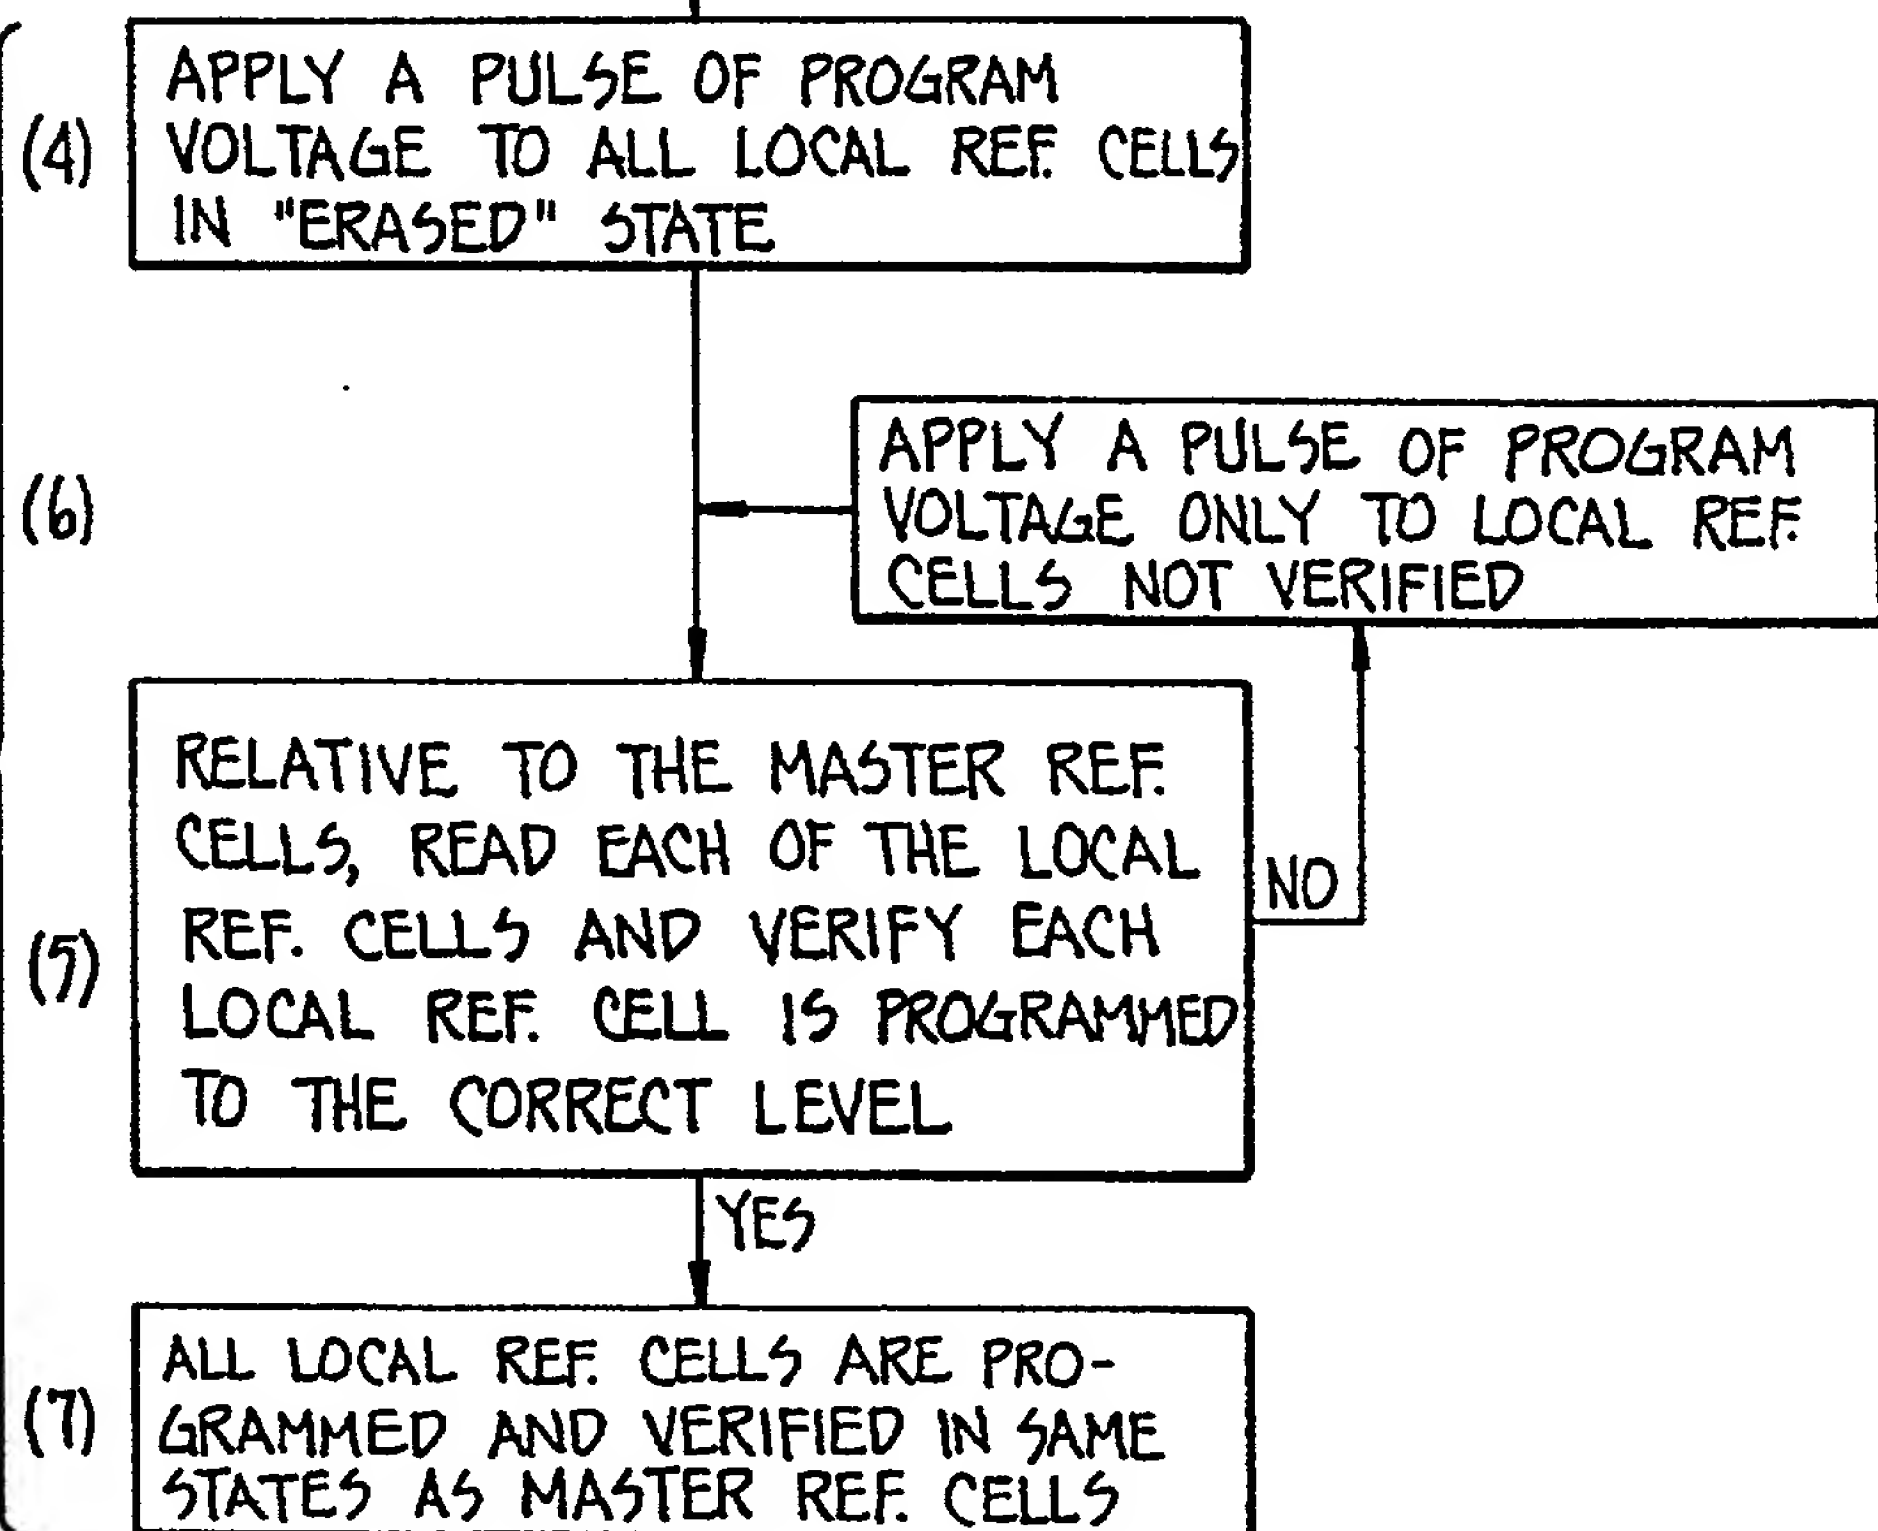 (4)
APPLY A PULSE OF PROGRAM
VOLTAGE TO ALL LOCAL REF. CELLS
IN "ERASED" STATE
(6)
APPLY A PULSE OF PROGRAM
VOLTAGE ONLY TO LOCAL REF.
CELLS NOT VERIFIED
(5)
RELATIVE TO THE MASTER REF.
CELLS, READ EACH OF THE LOCAL
REF. CELLS AND VERIFY EACH
LOCAL REF. CELL IS PROGRAMMED
TO THE CORRECT LEVEL
NO
YES
(7)
ALL LOCAL REF. CELLS ARE PRO-
GRAMMED AND VERIFIED IN SAME
STATES AS MASTER REF. CELLS